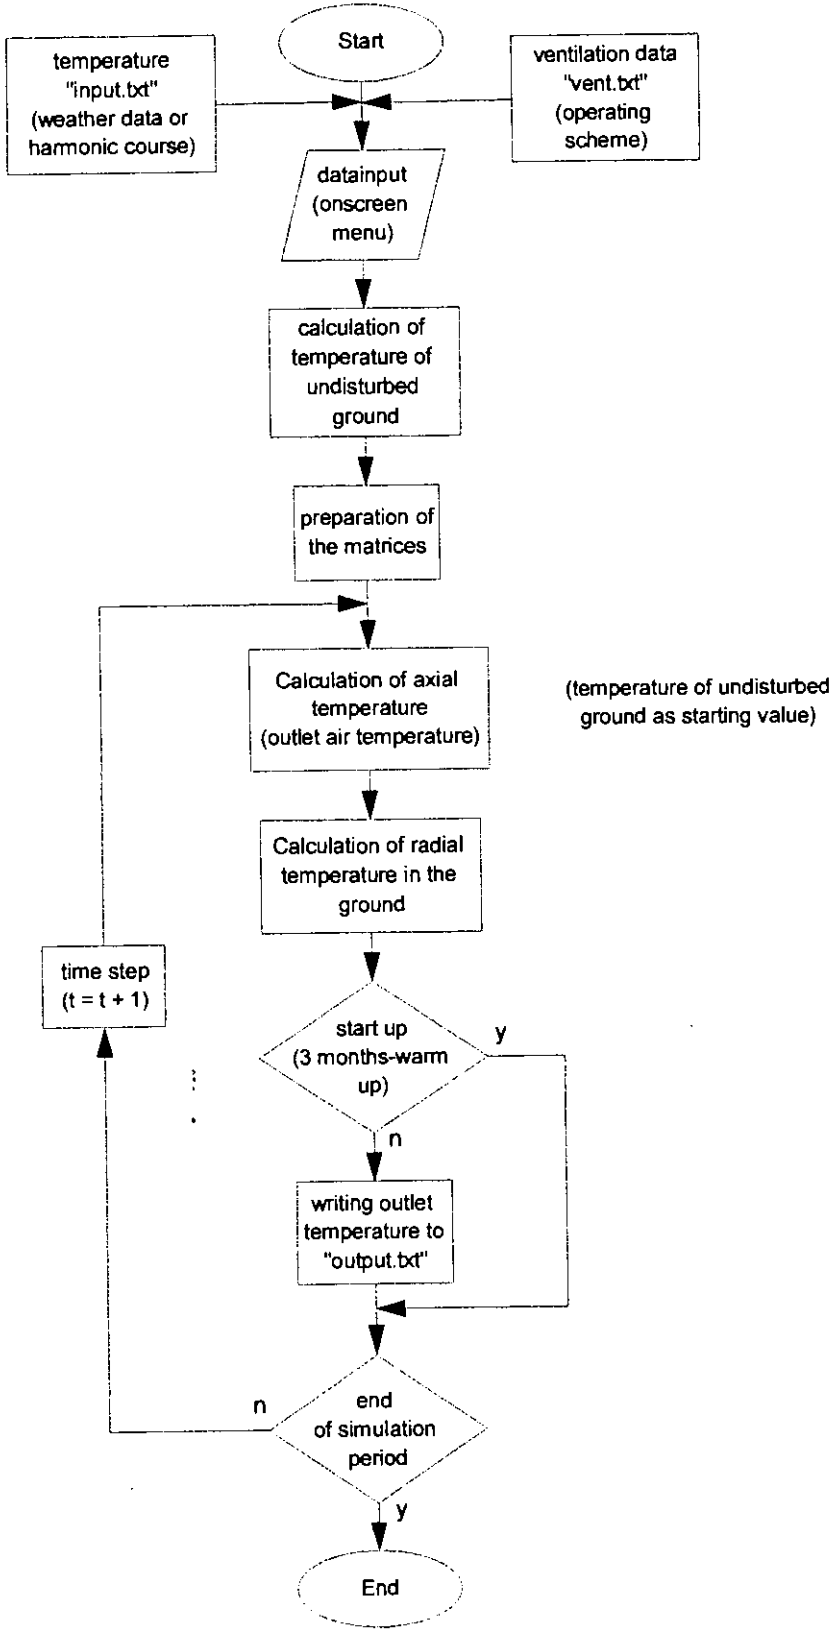 Start
temperature
"input.txt"
(weather data or
harmonic course)
ventilation data
"vent.txt"
(operating
scheme)
datainput
(onscreen
menu)
calculation of
temperature of
undisturbed
ground
preparation of
the matrices
Calculation of axial
temperature
(outlet air temperature)
(temperature of undisturbed
ground as starting value)
Calculation of radial
temperature in the
ground
time step
(t = t + 1)
start up
(3 months-warm
up)
y
n
writing outlet
temperature to
"output.txt"
n
end
of simulation
period
y
End